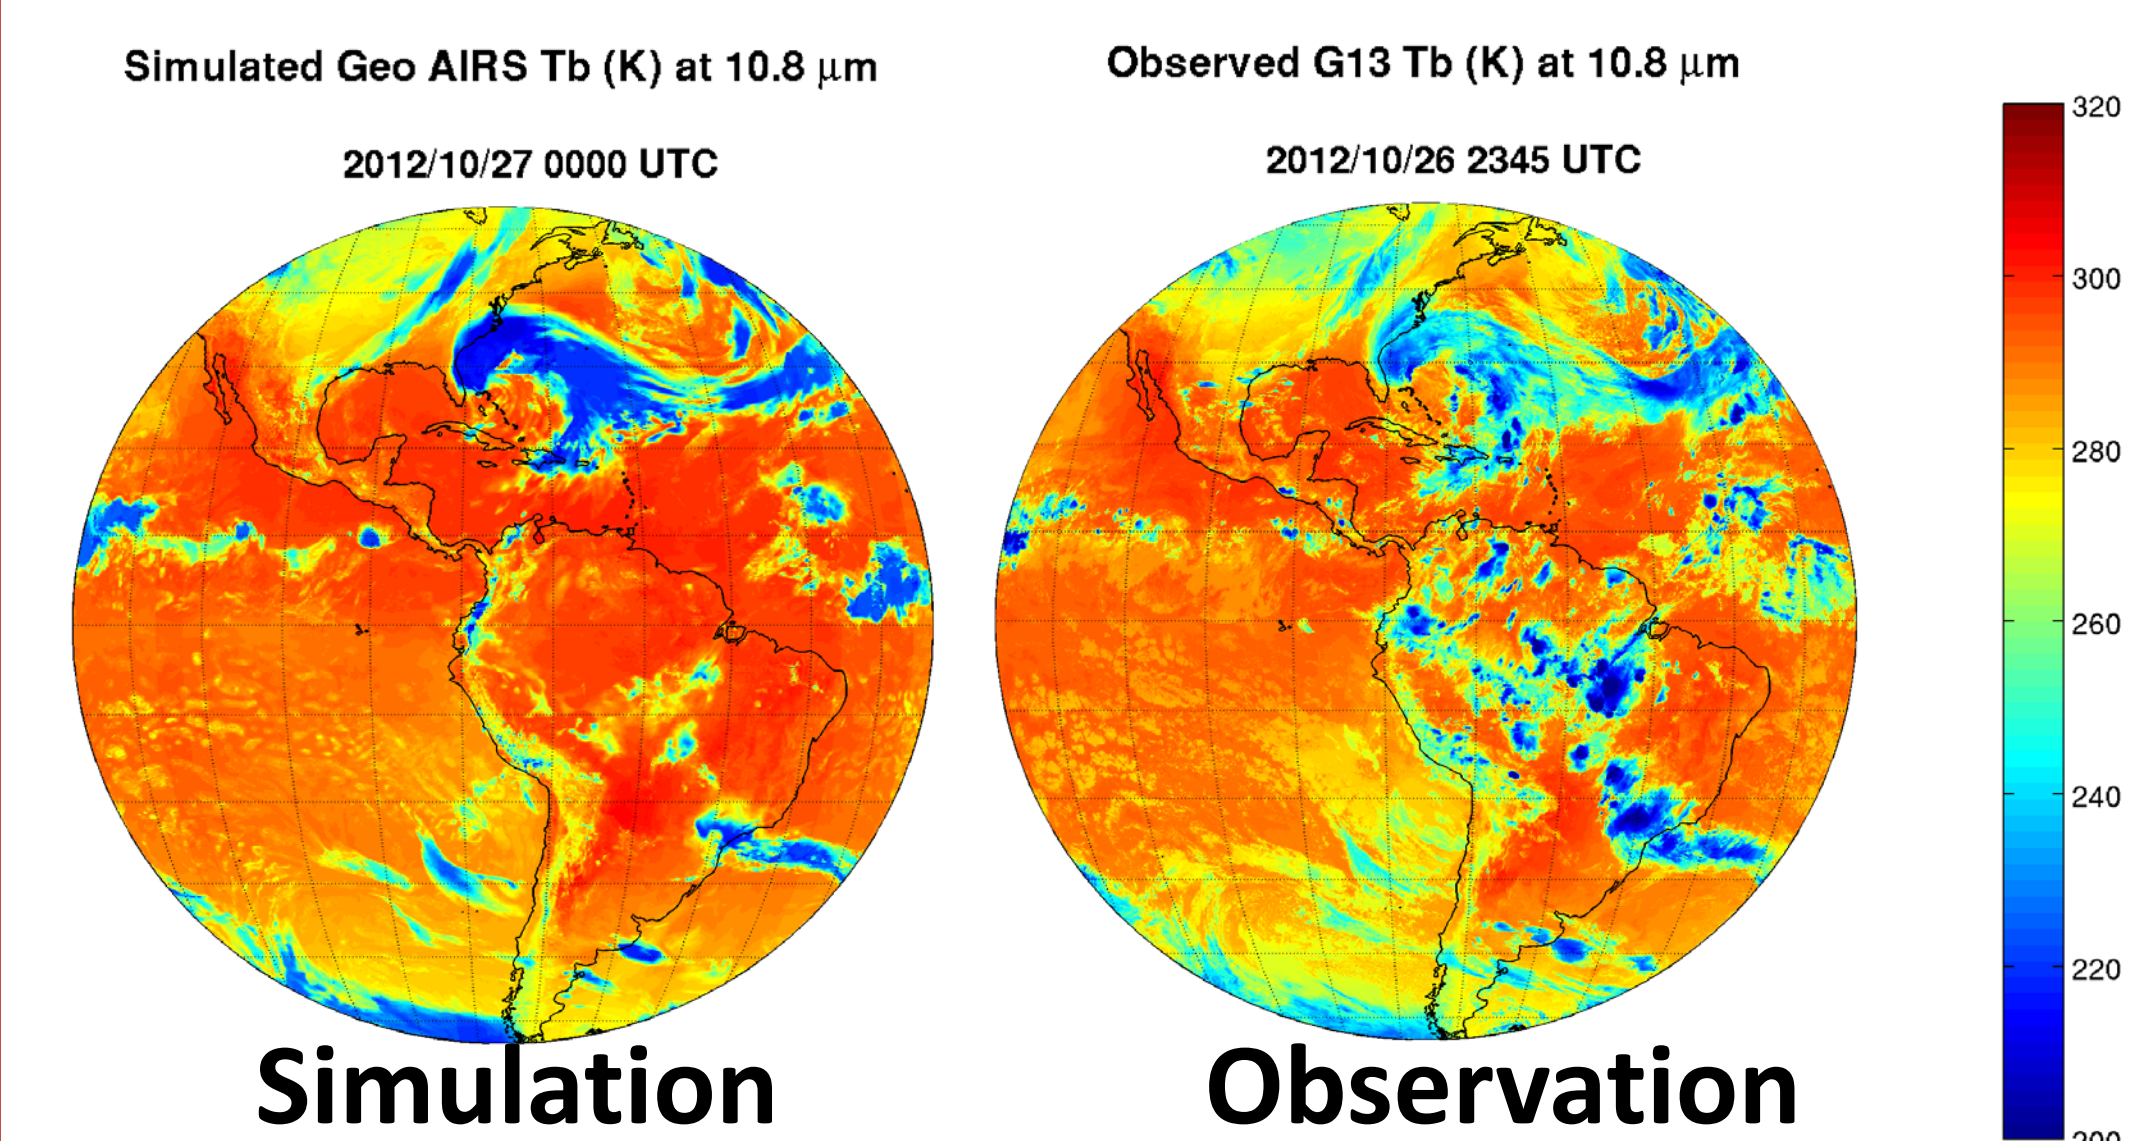 Simulated Geo AIRS Tb (K) at 10.8 μm
2012/10/27 0000 UTC
Simulation
Observed G13 Tb (K) at 10.8 μm
2012/10/26 2345 UTC
Observation
320
300
280
260
240
220
200